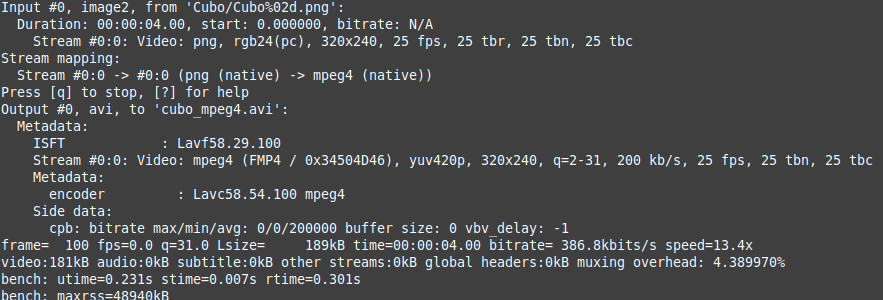 Input #0, image2, from 'Cubo/Cubo%02d.png':
Duration: 00:00:04.00, start: 0.000000, bitrate: N/A
Stream #0:0: Video: png, rgb24(pc), 320x240, 25 fps, 25 tbr, 25 tbn, 25 tbc
Stream mapping:
Stream #0:0 -> #0:0 (png (native) -> mpeg4 (native))
Press [q] to stop, [?] for help
Output #0, avi, to 'cubo_mpeg4.avi':
Metadata:
ISFT            : Lavf58.29.100
Stream #0:0: Video: mpeg4 (FMP4 / 0x34504D46), yuv420p, 320x240, q=2-31, 200 kb/s, 25 fps, 25 tbn, 25 tbc
Metadata:
encoder         : Lavc58.54.100 mpeg4
Side data:
cpb: bitrate max/min/avg: 0/0/200000 buffer size: 0 vbv_delay: -1
frame=  100 fps=0.0 q=31.0 Lsize=     189kB time=00:00:04.00 bitrate= 386.8kbits/s speed=13.4x
video:181kB audio:0kB subtitle:0kB other streams:0kB global headers:0kB muxing overhead: 4.389970%
bench: utime=0.231s stime=0.007s rtime=0.301s
bench: maxrss=48940kB